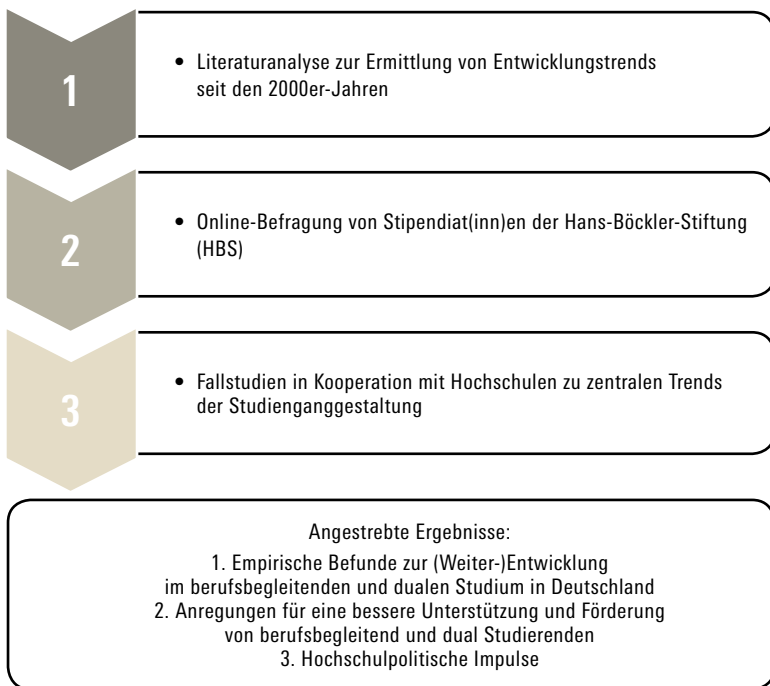 1
• Literaturanalyse zur Ermittlung von Entwicklungstrends
seit den 2000er-Jahren
2
• Online-Befragung von Stipendiat(inn)en der Hans-Böckler-Stiftung
(HBS)
3
• Fallstudien in Kooperation mit Hochschulen zu zentralen Trends
der Studienganggestaltung
Angestrebte Ergebnisse:
1. Empirische Befunde zur (Weiter-)Entwicklung
im berufsbegleitenden und dualen Studium in Deutschland
2. Anregungen für eine bessere Unterstützung und Förderung
von berufsbegleitend und dual Studierenden
3. Hochschulpolitische Impulse